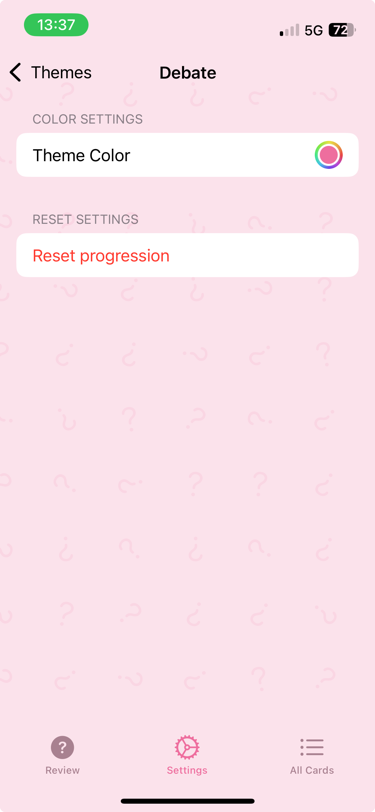 13:37
5G
72
Themes
Debate
COLOR SETTINGS
Theme Color
RESET SETTINGS
Reset progression
Review
Settings
All Cards